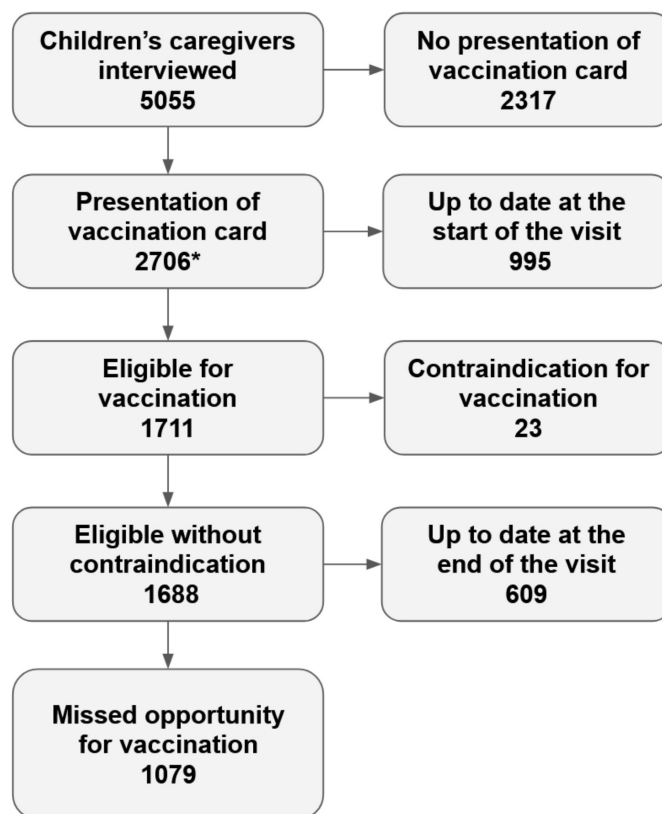 Children's caregivers
interviewed
5055
No presentation of
vaccination card
2317
Presentation of
vaccination card
2706*
Up to date at the
start of the visit
995
Eligible for
vaccination
1711
Contraindication for
vaccination
23
Eligible without
contraindication
1688
Up to date at the
end of the visit
609
Missed opportunity
for vaccination
1079